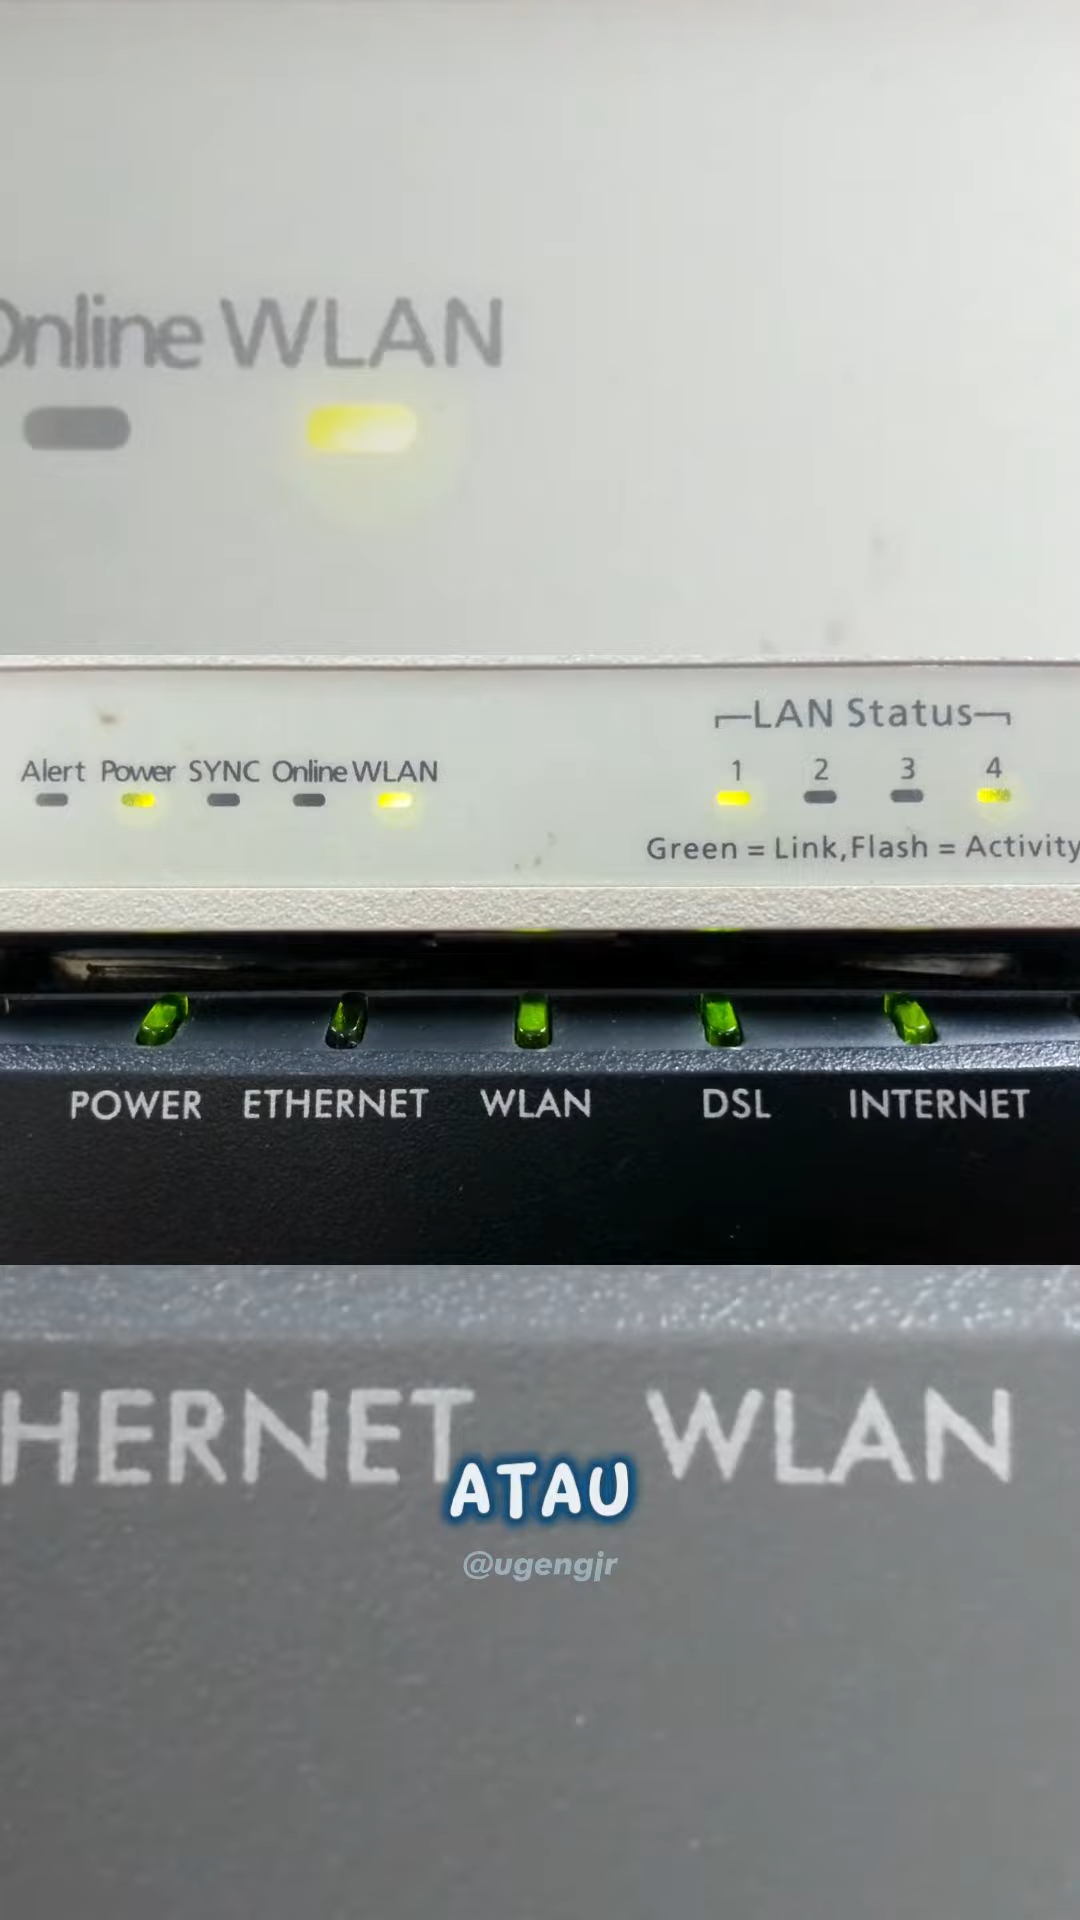 Online WLAN
LAN Status
Alert Power SYNC Online WLAN 1 2 3 4
Green = Link, Flash = Activity
POWER ETHERNET WLAN DSL INTERNET
HERNET WLAN
ATAU
@ugengjr